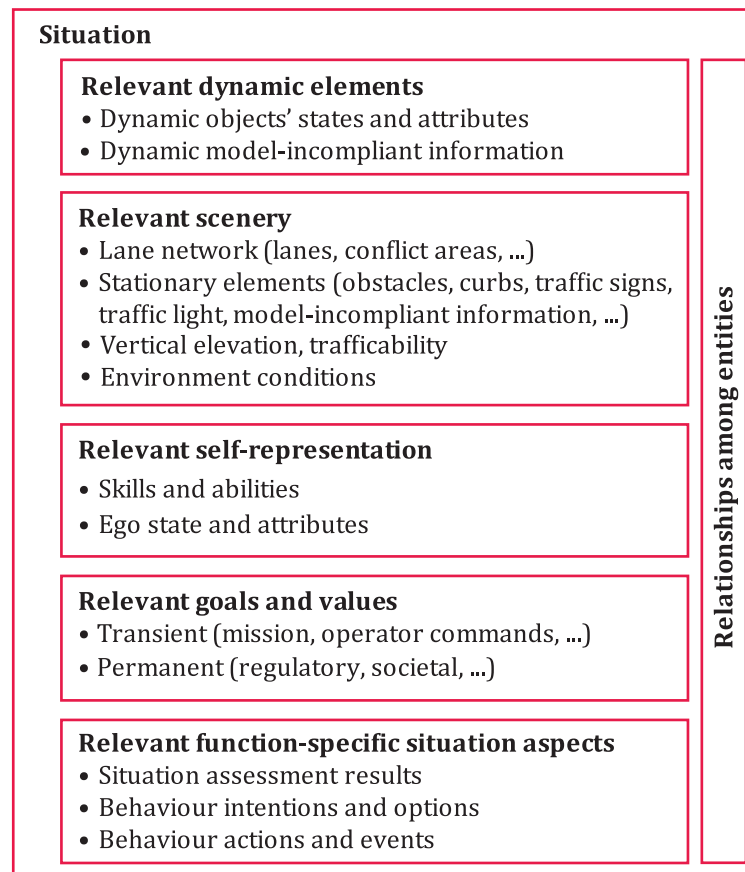 Situation
Relevant dynamic elements
• Dynamic objects’ states and attributes
• Dynamic model-incompliant information
Relevant scenery
• Lane network (lanes, conflict areas, ...)
• Stationary elements (obstacles, curbs, traffic signs,
traffic light, model-incompliant information, ...)
• Vertical elevation, trafficability
• Environment conditions
Relevant self-representation
• Skills and abilities
• Ego state and attributes
Relevant goals and values
• Transient (mission, operator commands, ...)
• Permanent (regulatory, societal, ...)
Relevant function-specific situation aspects
• Situation assessment results
• Behaviour intentions and options
• Behaviour actions and events
Relationships among entities